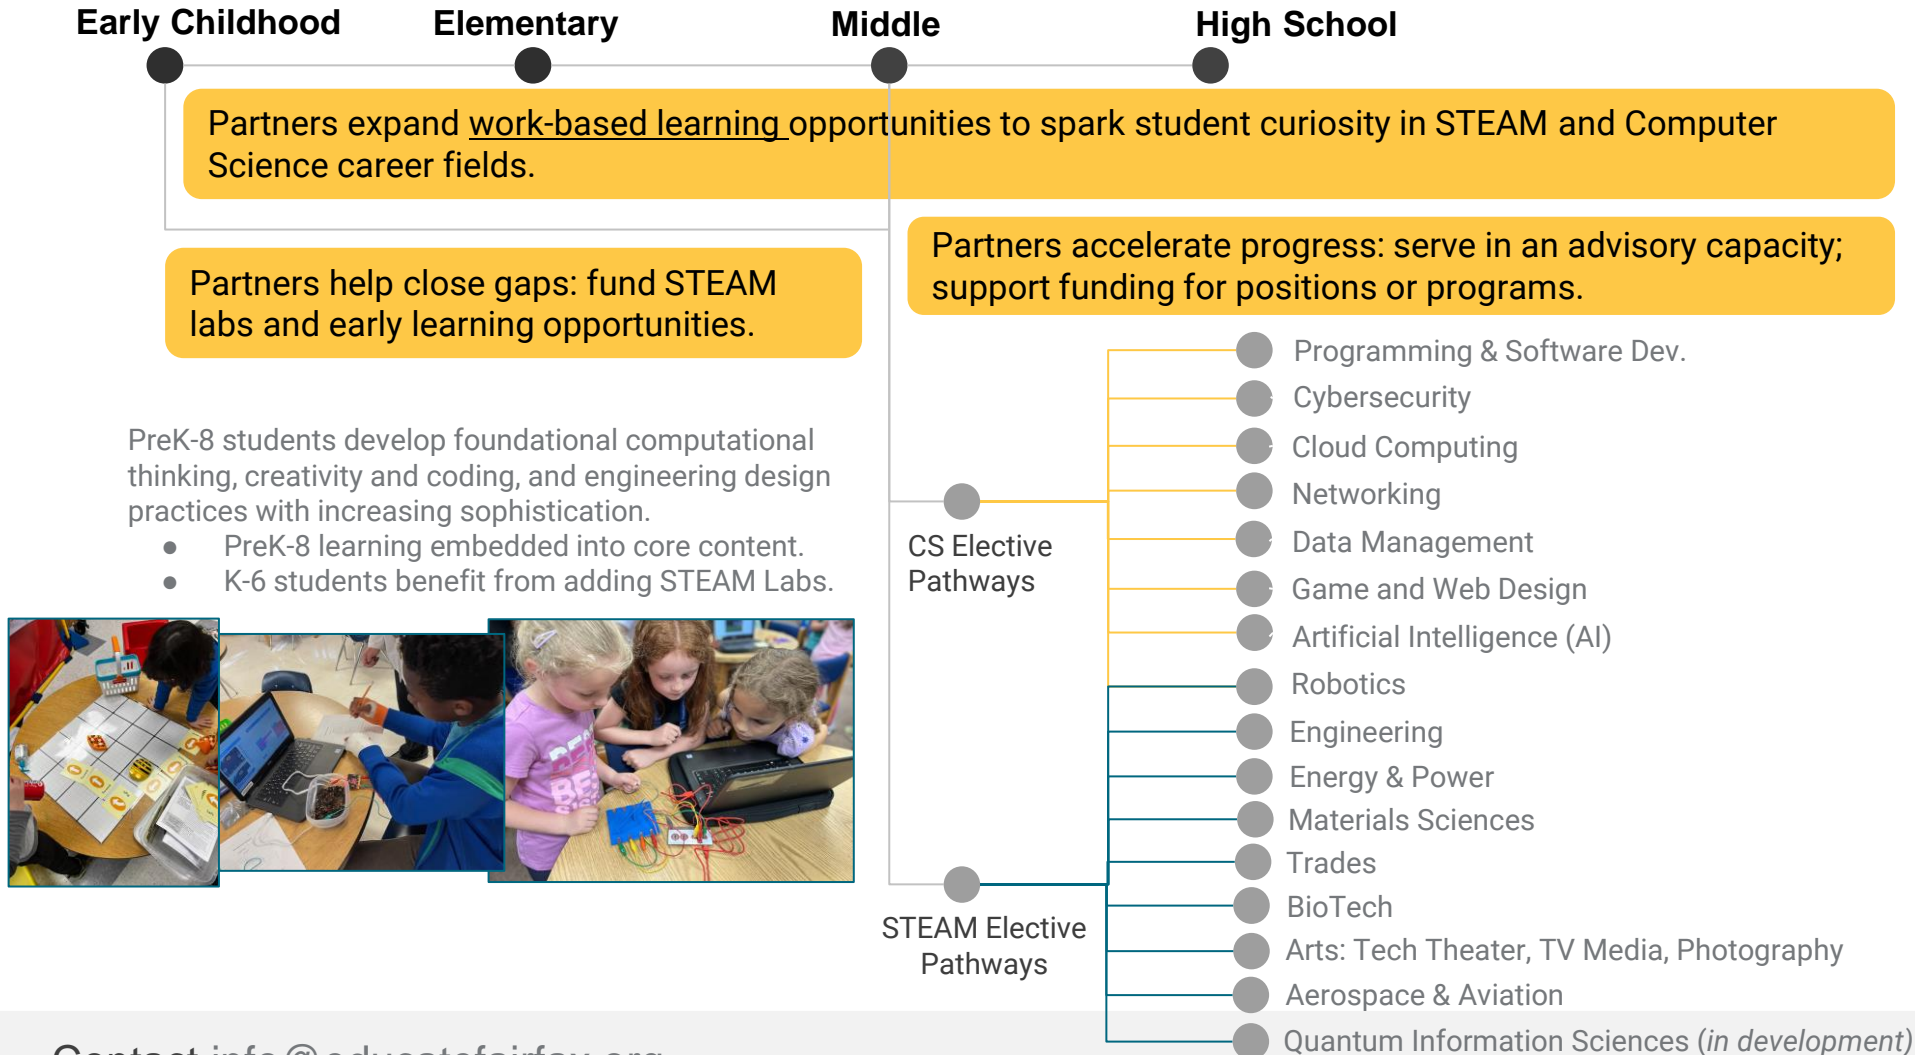 Early Childhood
Elementary
Middle
High School
Partners expand work-based learning opportunities to spark student curiosity in STEAM and Computer
Science career fields.
Partners help close gaps: fund STEAM
labs and early learning opportunities.
Partners accelerate progress: serve in an advisory capacity;
support funding for positions or programs.
PreK-8 students develop foundational computational
thinking, creativity and coding, and engineering design
practices with increasing sophistication.
● PreK-8 learning embedded into core content.
● K-6 students benefit from adding STEAM Labs.
CS Elective
Pathways
Programming & Software Dev.
Cybersecurity
Cloud Computing
Networking
Data Management
Game and Web Design
Artificial Intelligence (AI)
Robotics
STEAM Elective
Pathways
Engineering
Energy & Power
Materials Sciences
Trades
BioTech
Arts: Tech Theater, TV Media, Photography
Aerospace & Aviation
Quantum Information Sciences (in development)
Contact info@educatefairfax.org